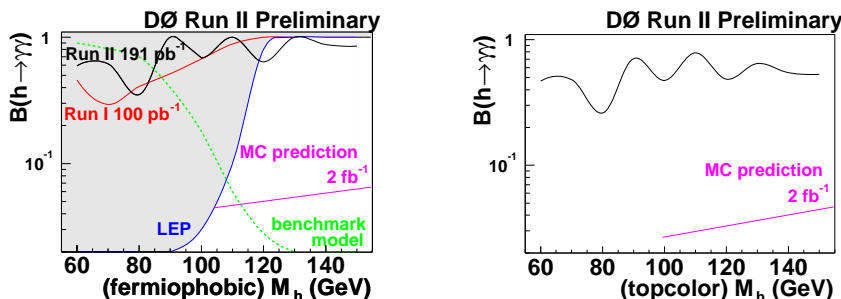 DØ Run II Preliminary
B(h→γγ)
1
10⁻¹
Run II 191 pb⁻¹
Run I 100 pb⁻¹
MC prediction
2 fb⁻¹
LEP
benchmark
model
60 80 100 120 140
(fermiophobic) M_h (GeV)
DØ Run II Preliminary
B(h→γγ)
1
10⁻¹
MC prediction
2 fb⁻¹
60 80 100 120 140
(topcolor) M_h (GeV)